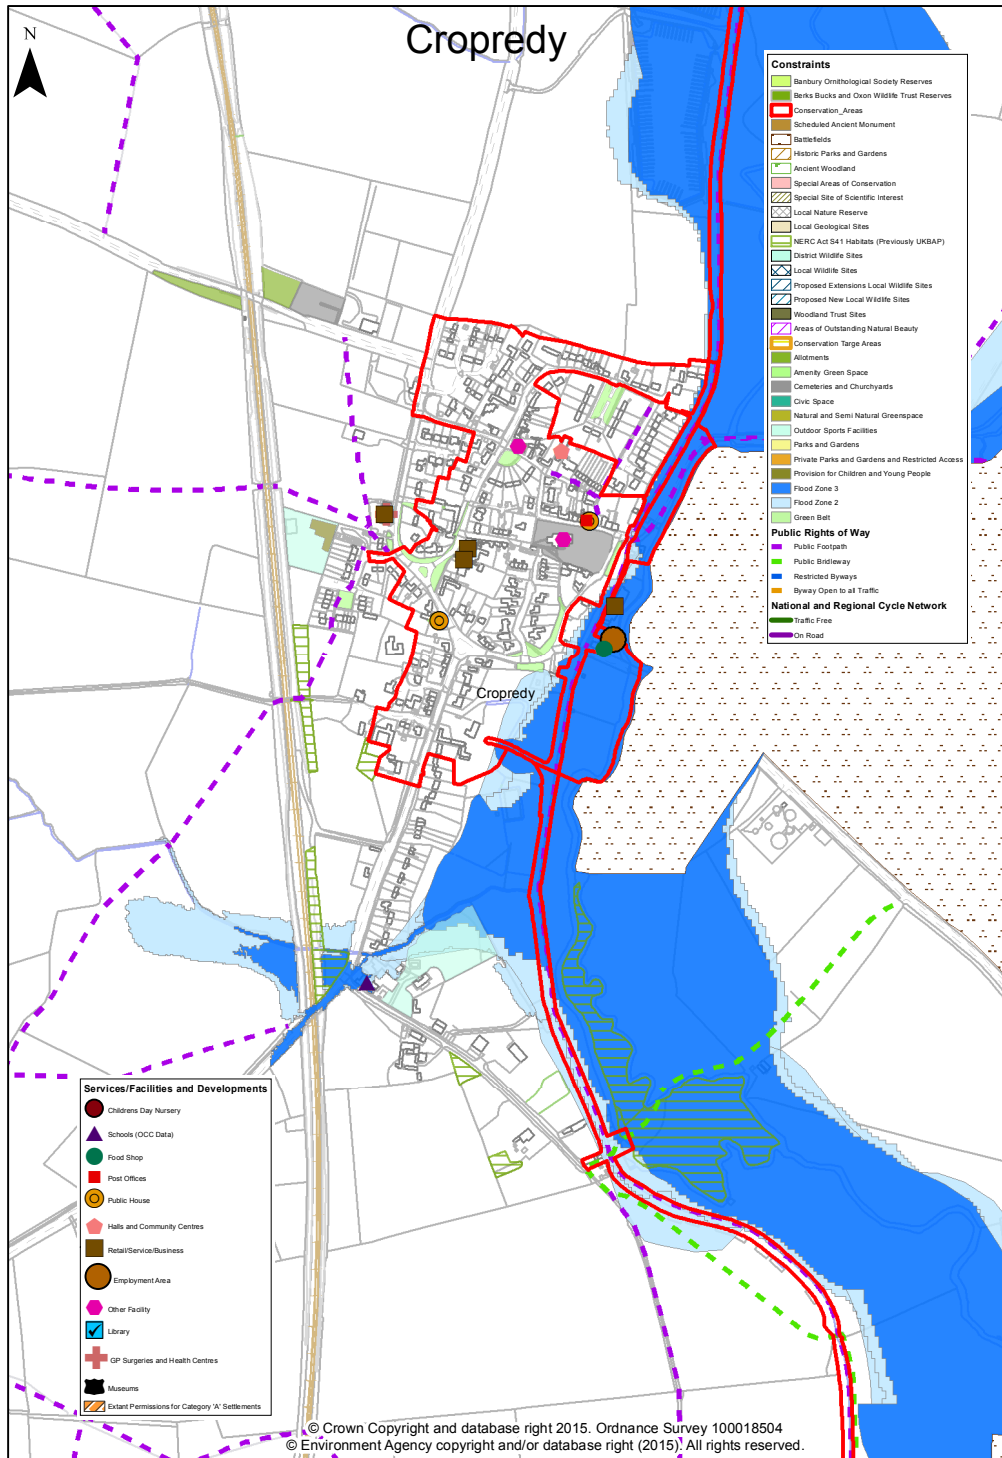 Cropredy
N
Constraints
Banbury Ornithological Society Reserves
Berks Bucks and Oxon Wildlife Trust Reserves
Conservation_Areas
Scheduled Ancient Monument
Battlefields
Historic Parks and Gardens
Ancient Woodland
Special Areas of Conservation
Special Site of Scientific Interest
Local Nature Reserve
Local Geological Sites
NERC Act S41 Habitats (Previously UKBAP)
District Wildlife Sites
Local Wildlife Sites
Proposed Extensions Local Wildlife Sites
Proposed New Local Wildlife Sites
Woodland Trust Sites
Areas of Outstanding Natural Beauty
Conservation Targe Areas
Allotments
Amenity Green Space
Cemeteries and Churchyards
Civic Space
Natural and Semi Natural Greenspace
Outdoor Sports Facilities
Parks and Gardens
Private Parks and Gardens and Restricted Access
Provision for Children and Young People
Flood Zone 3
Flood Zone 2
Green Belt
Public Rights of Way
Public Footpath
Public Bridleway
Restricted Byways
Byway Open to all Traffic
National and Regional Cycle Network
Traffic Free
On Road
Cropredy
Services/Facilities and Developments
Childrens Day Nursery
Schools (OCC Data)
Food Shop
Post Offices
Public House
Halls and Community Centres
Retail/Service/Business
Employment Area
Other Facility
Library
GP Surgeries and Health Centres
Museums
Extant Permissions for Category 'A' Settlements
© Crown Copyright and database right 2015. Ordnance Survey 100018504
© Environment Agency copyright and/or database right (2015). All rights reserved.